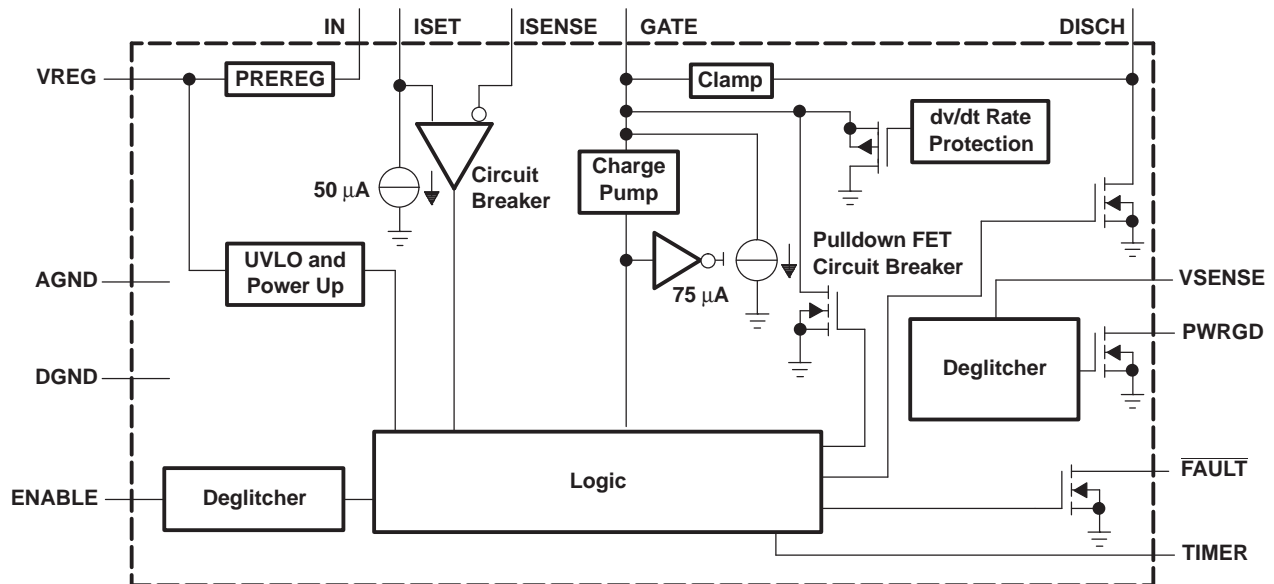 IN
ISET
ISENSE
GATE
DISCH
VREG
PREREG
Clamp
dv/dt Rate
Protection
Circuit
Breaker
50 μA
Charge
Pump
UVLO and
Power Up
Pulldown FET
Circuit Breaker
75 μA
AGND
VSENSE
PWRGD
Deglitcher
DGND
FAULT
Logic
ENABLE
Deglitcher
TIMER